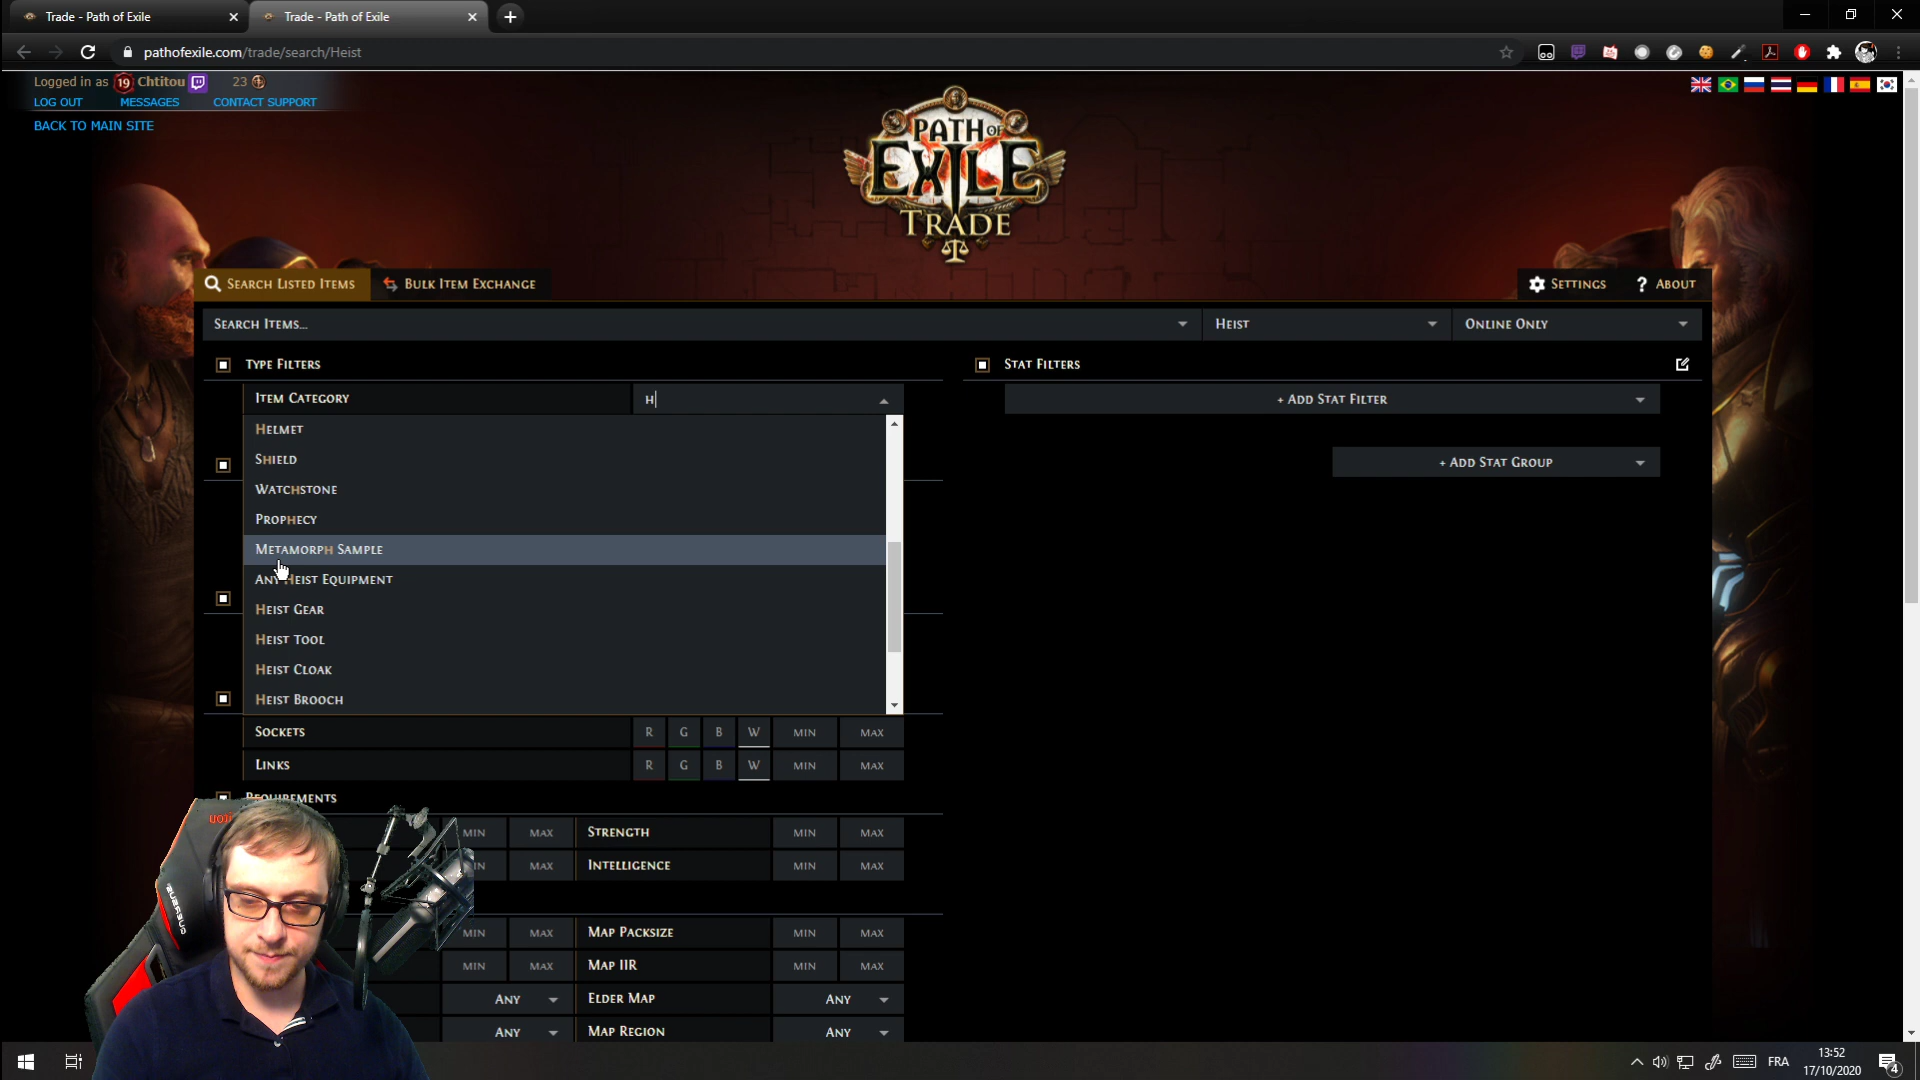 Trade - Path of Exile
Trade - Path of Exile
pathofexile.com/trade/search/Heist
Logged in as 19 Chtitou 23
LOG OUT MESSAGES CONTACT SUPPORT
BACK TO MAIN SITE
PATH OF
EXILE
TRADE
SEARCH LISTED ITEMS
BULK ITEM EXCHANGE
SETTINGS
? ABOUT
SEARCH ITEMS...
HEIST
ONLINE ONLY
TYPE FILTERS
STAT FILTERS
ITEM CATEGORY
H
+ ADD STAT FILTER
HELMET
SHIELD
+ ADD STAT GROUP
WATCHSTONE
PROPHECY
METAMORPH SAMPLE
ANY HEIST EQUIPMENT
HEIST GEAR
HEIST TOOL
HEIST CLOAK
HEIST BROOCH
SOCKETS R G B W MIN MAX
LINKS R G B W MIN MAX
REQUIREMENTS
MIN MAX STRENGTH MIN MAX
MAX INTELLIGENCE MIN MAX
MIN MAX MAP PACKSIZE MIN MAX
MIN MAX MAP IIR MIN MAX
ANY ELDER MAP ANY
ANY MAP REGION ANY
FRA
13:52
17/10/2020
4